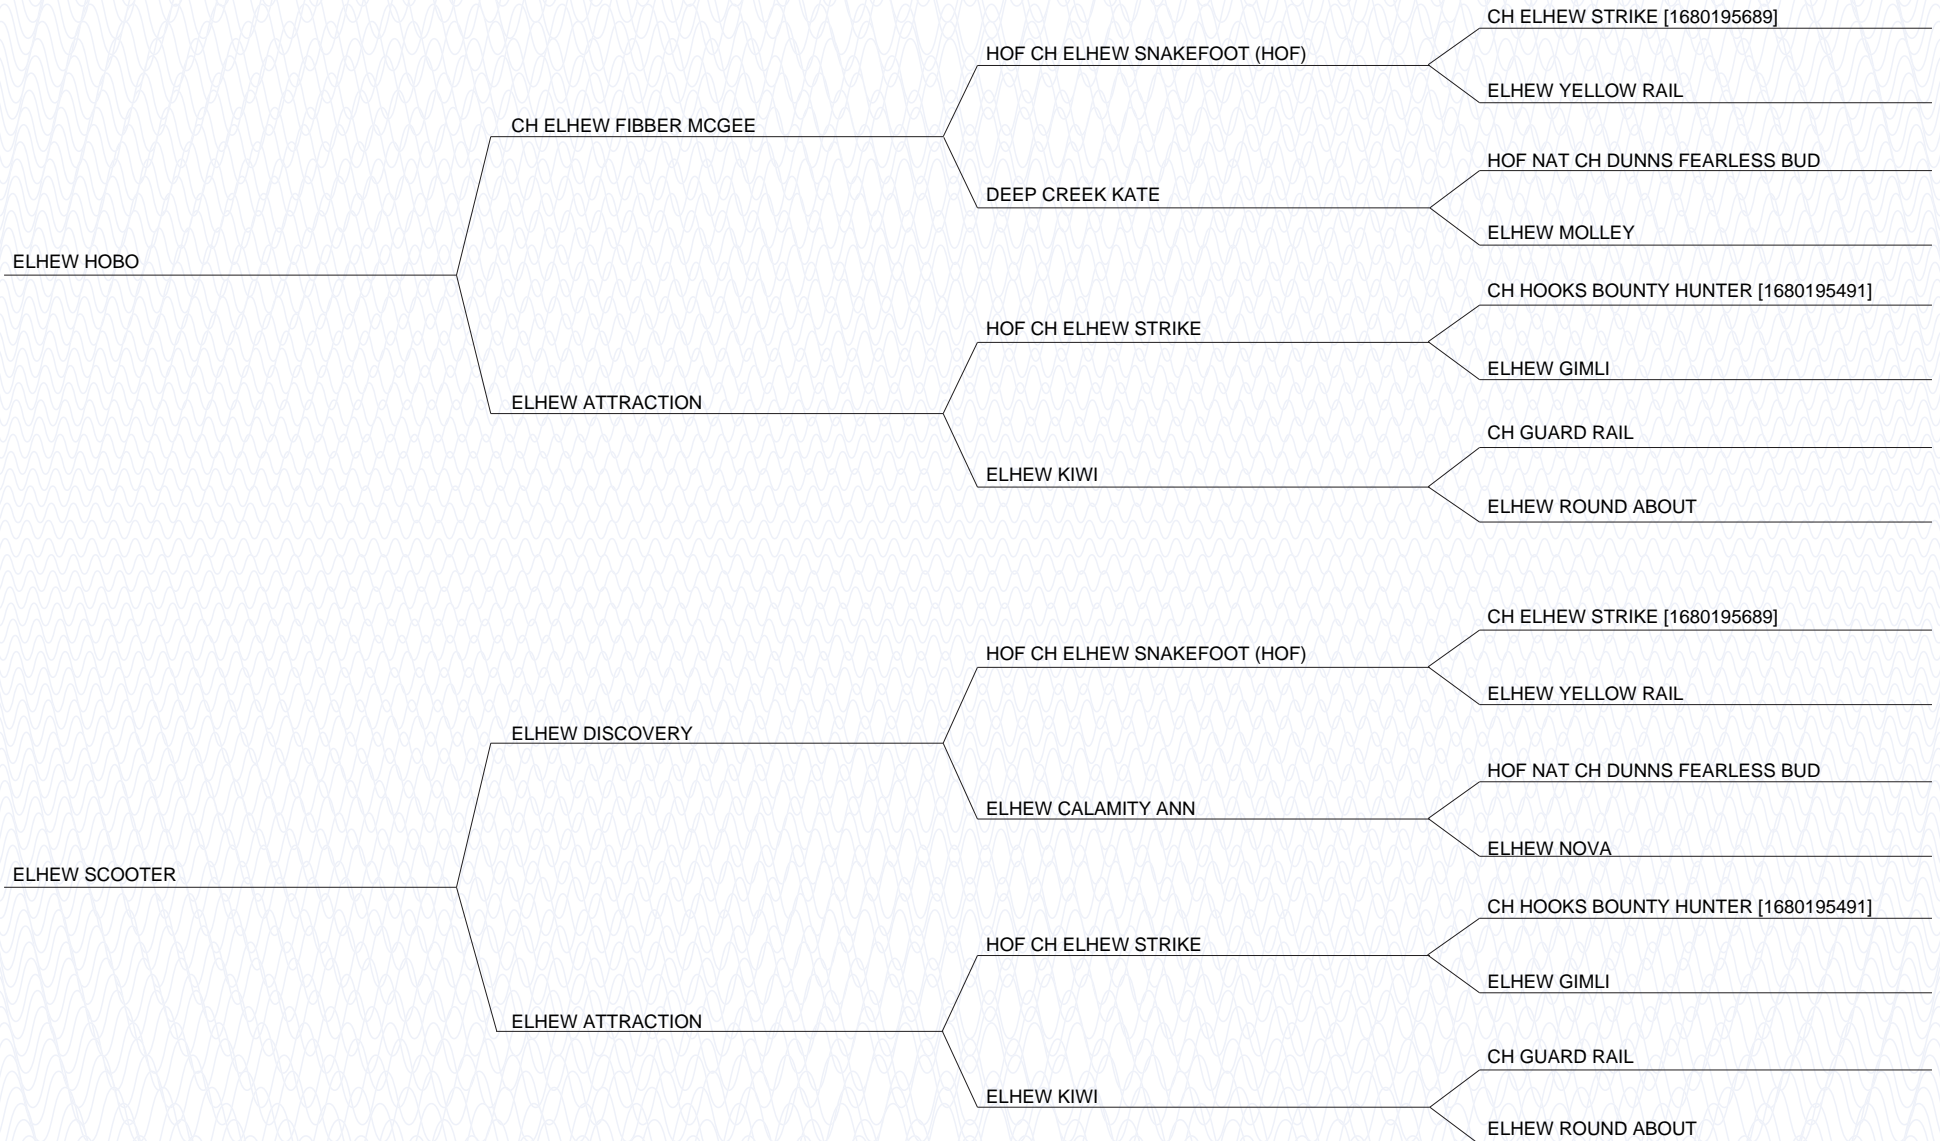 CH ELHEW STRIKE [1680195689]
HOF CH ELHEW SNAKEFOOT (HOF)
ELHEW YELLOW RAIL
CH ELHEW FIBBER MCGEE
HOF NAT CH DUNNS FEARLESS BUD
DEEP CREEK KATE
ELHEW MOLLEY
ELHEW HOBO
CH HOOKS BOUNTY HUNTER [1680195491]
HOF CH ELHEW STRIKE
ELHEW GIMLI
ELHEW ATTRACTION
CH GUARD RAIL
ELHEW KIWI
ELHEW ROUND ABOUT
CH ELHEW STRIKE [1680195689]
HOF CH ELHEW SNAKEFOOT (HOF)
ELHEW YELLOW RAIL
ELHEW DISCOVERY
HOF NAT CH DUNNS FEARLESS BUD
ELHEW CALAMITY ANN
ELHEW NOVA
ELHEW SCOOTER
CH HOOKS BOUNTY HUNTER [1680195491]
HOF CH ELHEW STRIKE
ELHEW GIMLI
ELHEW ATTRACTION
CH GUARD RAIL
ELHEW KIWI
ELHEW ROUND ABOUT